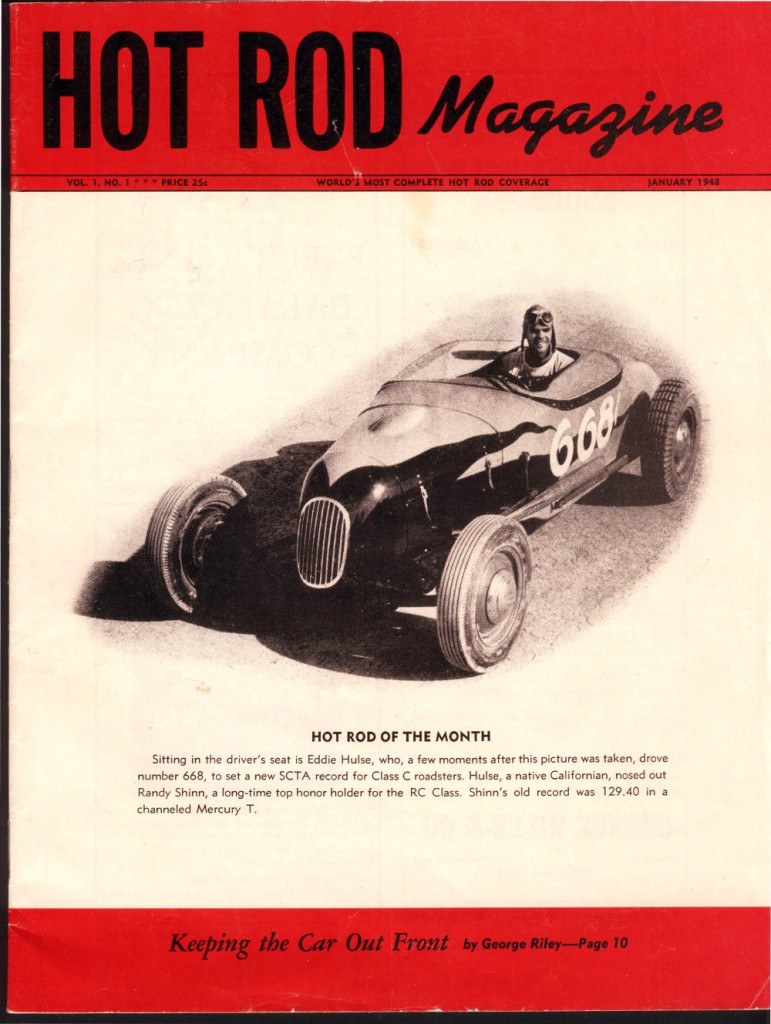 HOT ROD Magazine
VOL. 1, NO. 1 * * * PRICE 25c WORLD'S MOST COMPLETE HOT ROD COVERAGE JANUARY 1948
668
HOT ROD OF THE MONTH
Sitting in the driver's seat is Eddie Hulse, who, a few moments after this picture was taken, drove
number 668, to set a new SCTA record for Class C roadsters. Hulse, a native Californian, nosed out
Randy Shinn, a long-time top honor holder for the RC Class. Shinn's old record was 129.40 in a
channeled Mercury T.
Keeping the Car Out Front by George Riley—Page 10